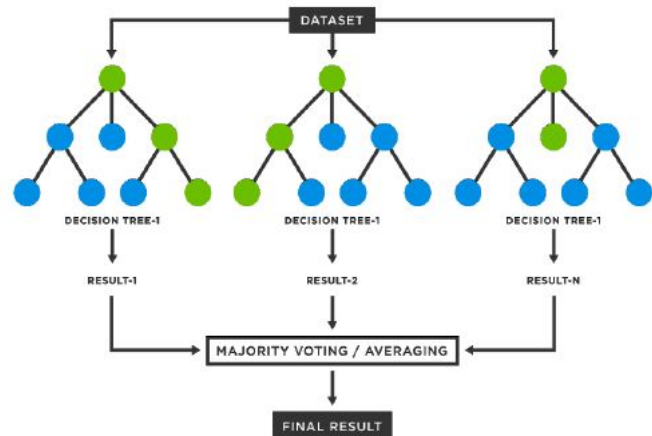 DATASET
DECISION TREE-1
DECISION TREE-1
DECISION TREE-1
RESULT-1
RESULT-2
RESULT-N
MAJORITY VOTING / AVERAGING
FINAL RESULT